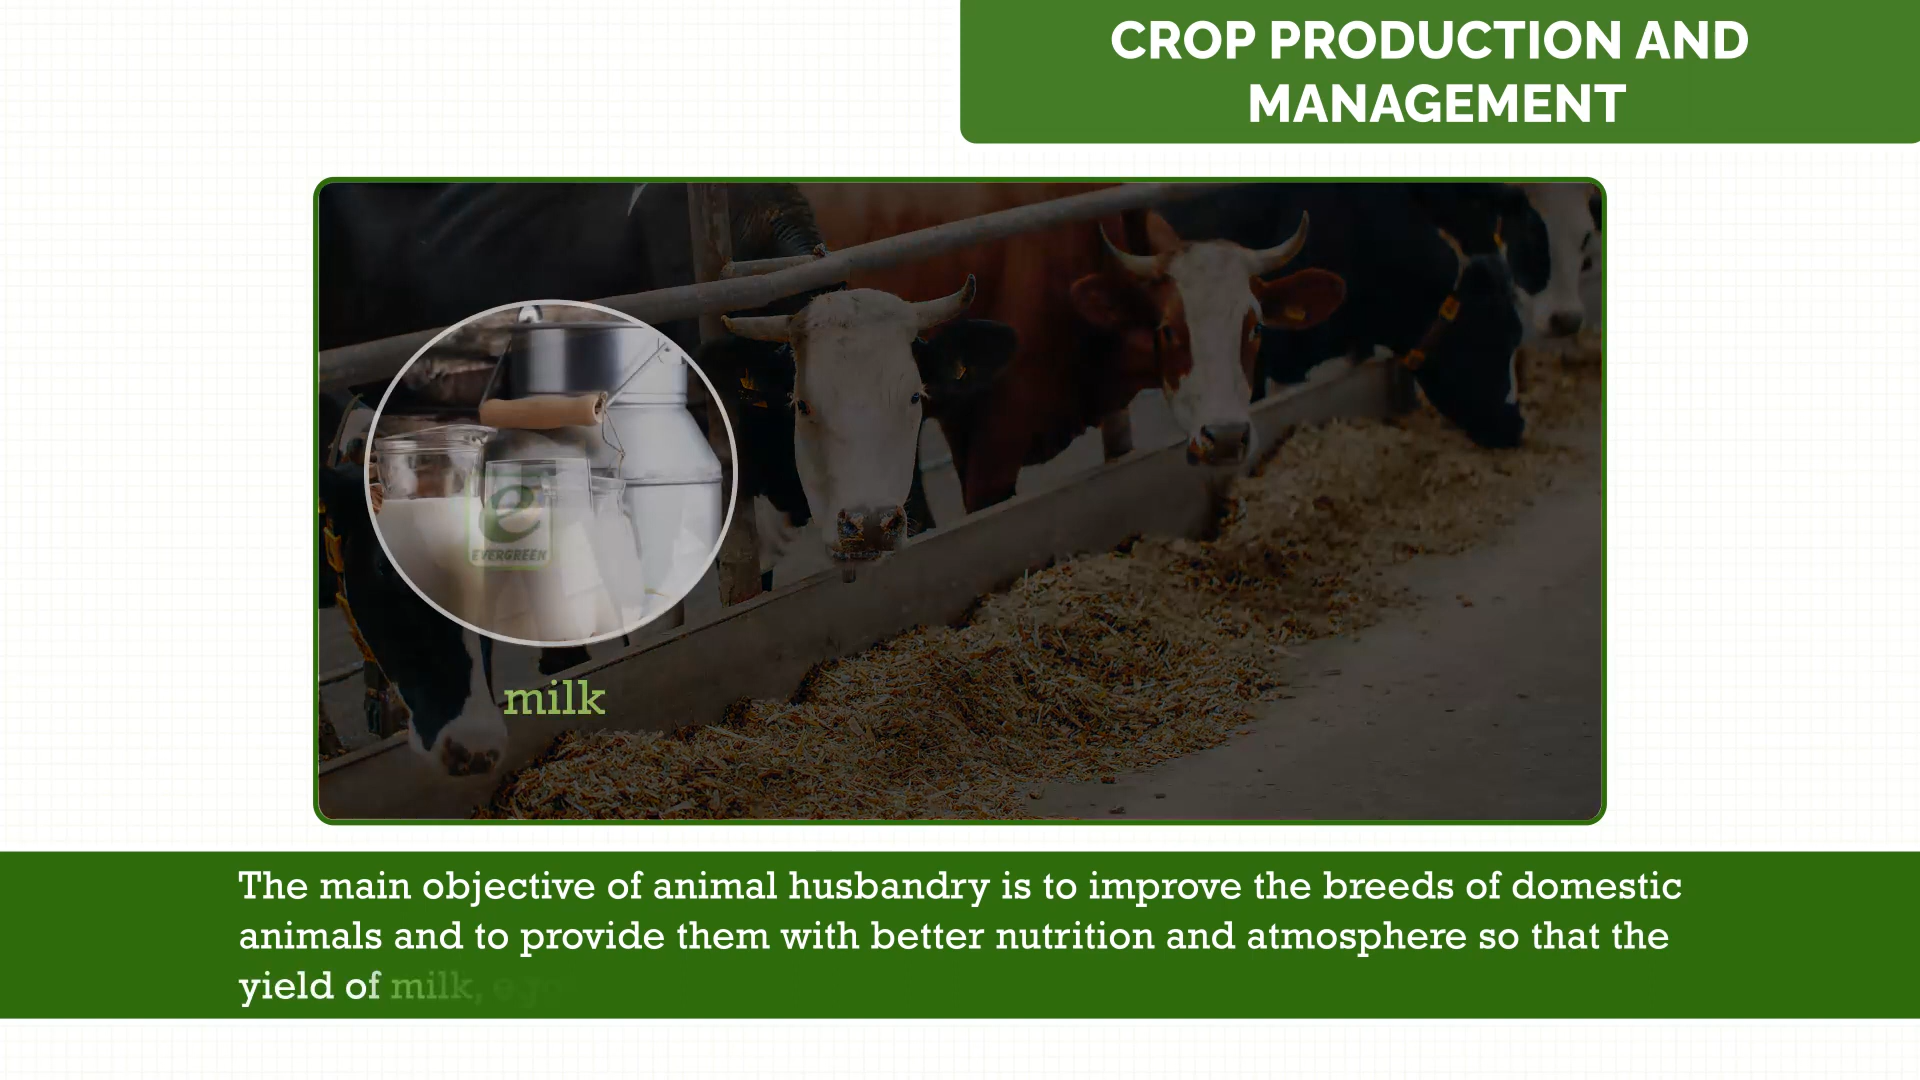 CROP PRODUCTION AND
MANAGEMENT
e
EVERGREEN
milk
The main objective of animal husbandry is to improve the breeds of domestic
animals and to provide them with better nutrition and atmosphere so that the
yield of milk,